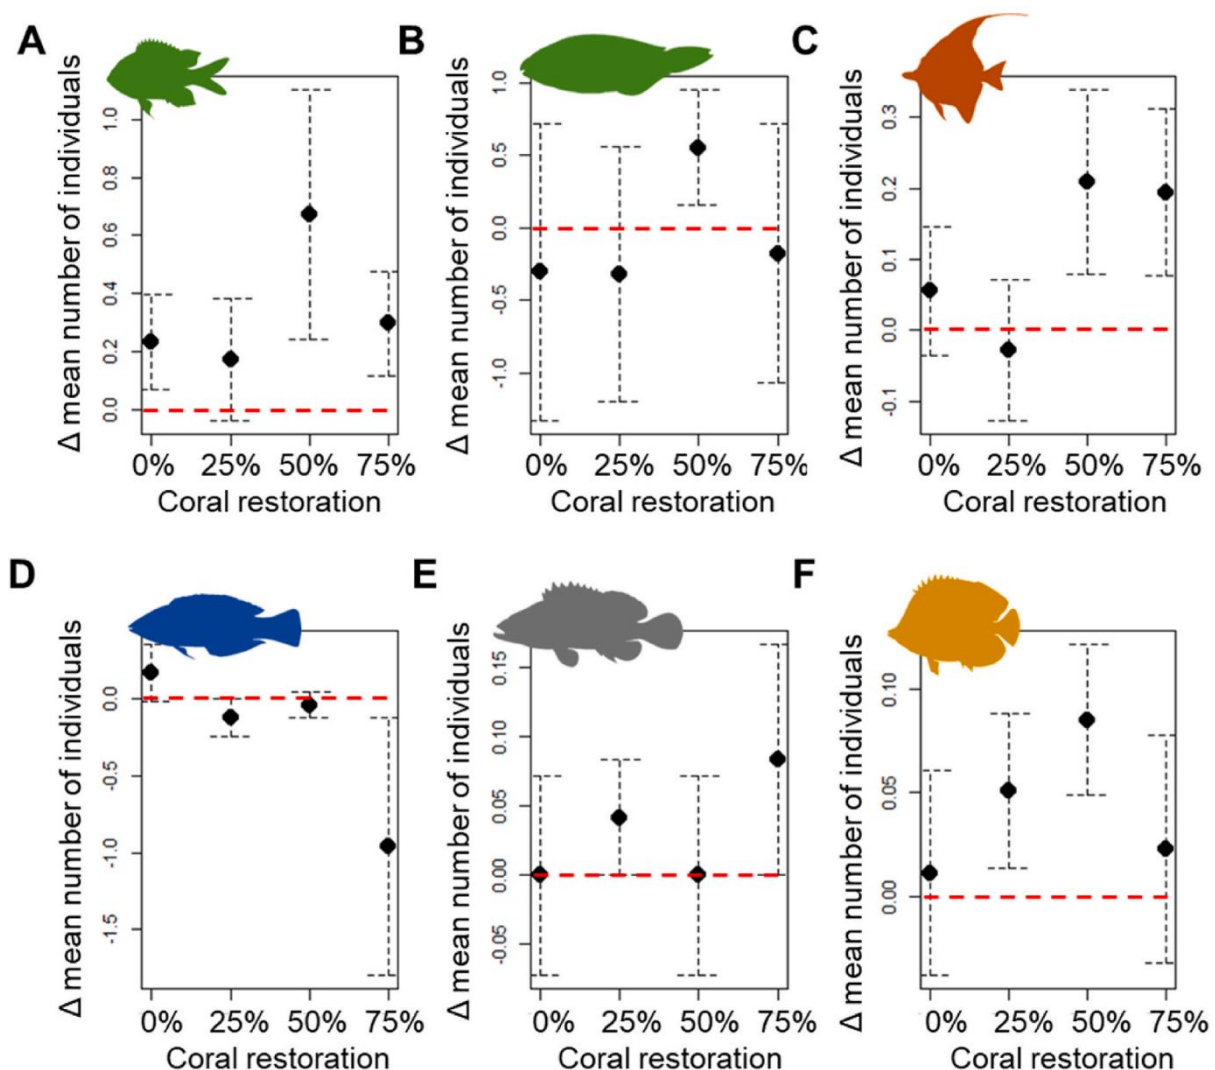 A
B
C
Δ mean number of individuals
1.0
0.8
0.6
0.4
0.2
0.0
0% 25% 50% 75%
Coral restoration
Δ mean number of individuals
1.0
0.5
0.0
-0.5
-1.0
0% 25% 50% 75%
Coral restoration
Δ mean number of individuals
0.3
0.2
0.1
0.0
-0.1
0% 25% 50% 75%
Coral restoration
D
E
F
Δ mean number of individuals
0.0
-0.5
-1.0
-1.5
0% 25% 50% 75%
Coral restoration
Δ mean number of individuals
0.15
0.10
0.05
0.00
-0.05
0% 25% 50% 75%
Coral restoration
Δ mean number of individuals
0.10
0.05
0.00
0% 25% 50% 75%
Coral restoration